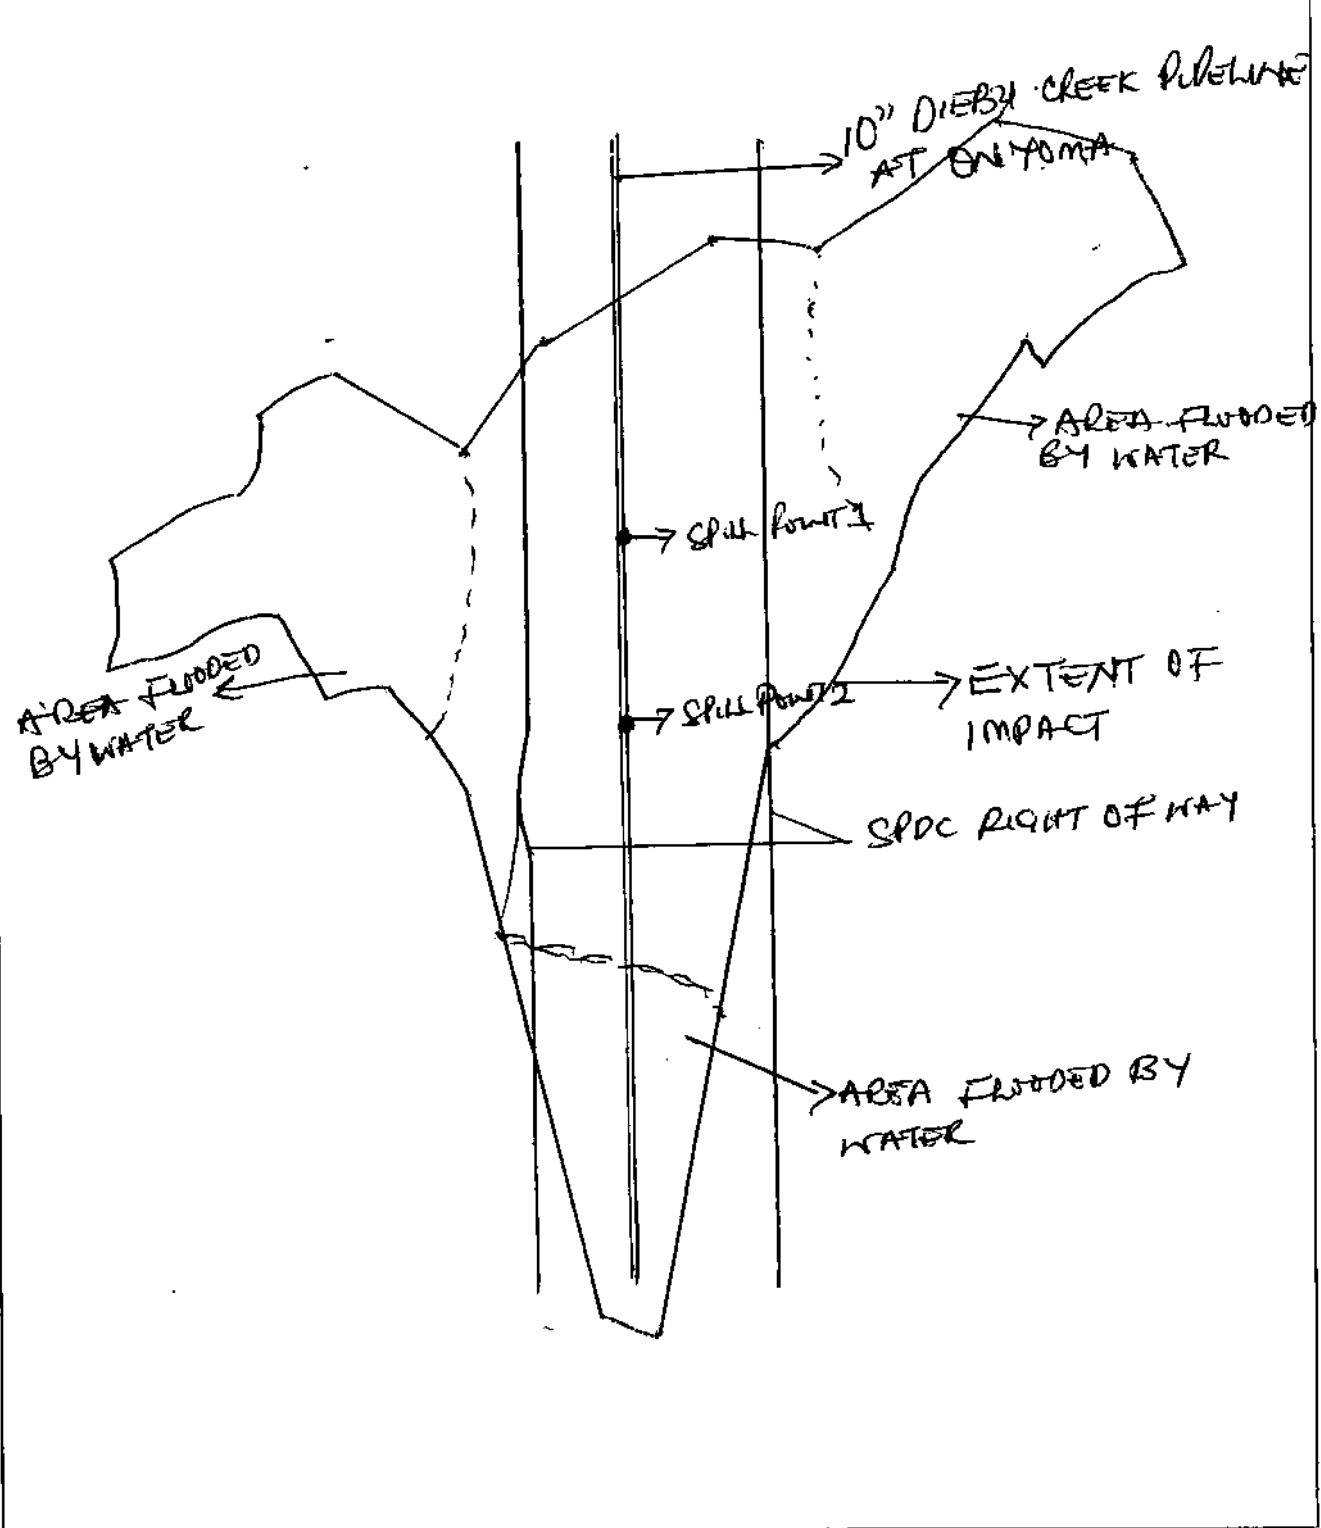 10" DIEBU CREEK PIPELINE
AT ONYOMA
AREA FLOODED
BY WATER
SPILL POINT 1
EXTENT OF
IMPACT
SPILL POINT 2
AREA FLOODED
BY WATER
SPDC RIGHT OF WAY
AREA FLOODED BY
WATER